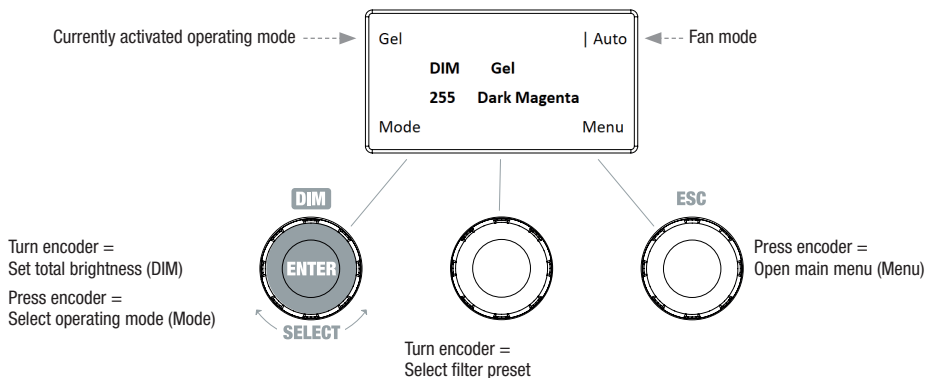 Currently activated operating mode
Gel | Auto
Fan mode
DIM Gel
255 Dark Magenta
Mode Menu
DIM
ESC
ENTER
SELECT
Turn encoder =
Set total brightness (DIM)
Press encoder =
Select operating mode (Mode)
Turn encoder =
Select filter preset
Press encoder =
Open main menu (Menu)